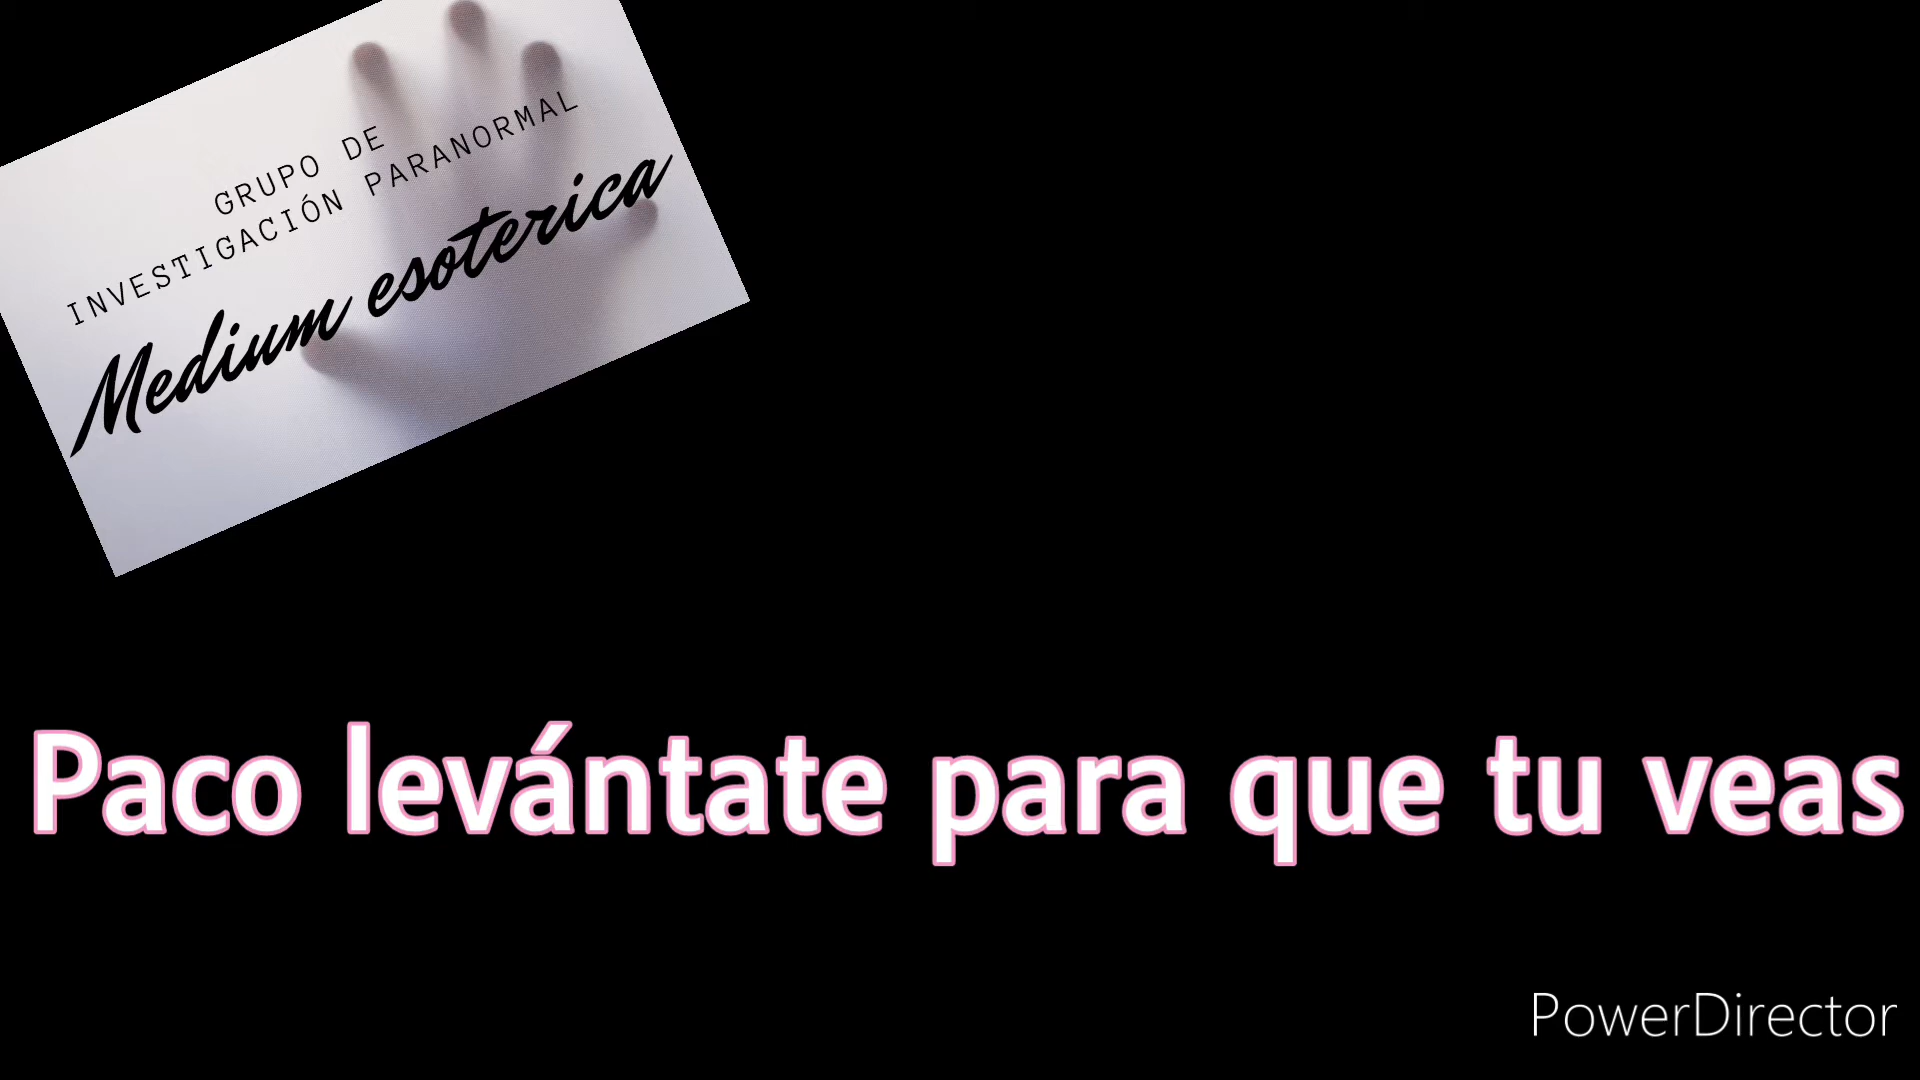 GRUPO DE
INVESTIGACIÓN PARANORMAL
Medium esoterica
Paco levántate para que tu veas
PowerDirector